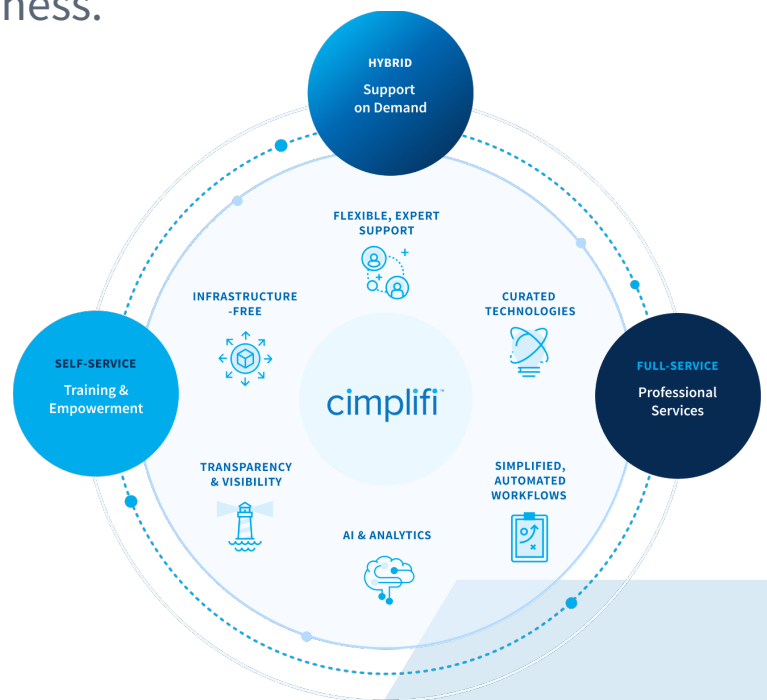 ness.
HYBRID
Support
on Demand
FLEXIBLE, EXPERT
SUPPORT
INFRASTRUCTURE
-FREE
CURATED
TECHNOLOGIES
SELF-SERVICE
Training &
Empowerment
cimplifi™
FULL-SERVICE
Professional
Services
TRANSPARENCY
& VISIBILITY
SIMPLIFIED,
AUTOMATED
WORKFLOWS
AI & ANALYTICS